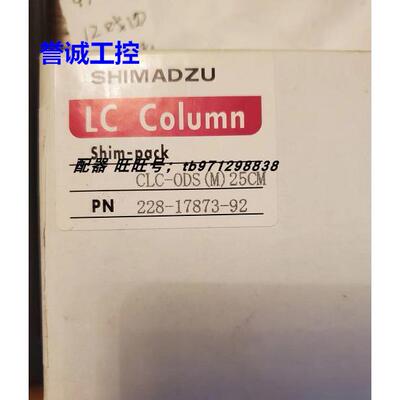 誉诚工控
SHIMADZU
LC Column
Shim-pack
配器 旺旺号；tb971298838
CLC-ODS(M)25CM
PN 228-17873-92